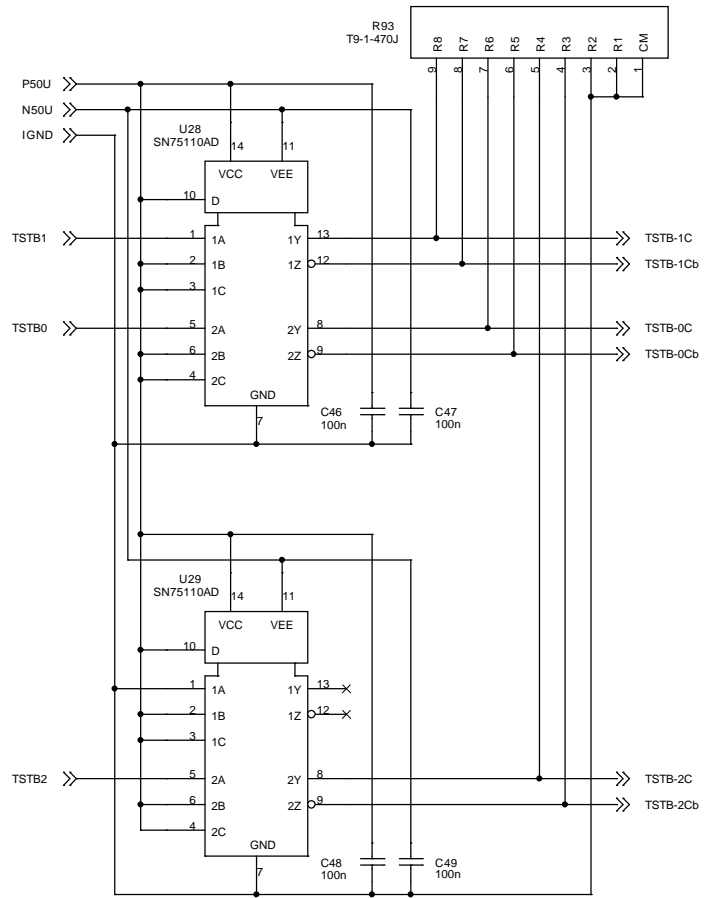 R93
T9-1-470J
R8 R7 R6 R5 R4 R3 R2 R1 CM
9 8 7 6 5 4 3 2 1
P50U
N50U
IGND
U28
SN75110AD
14 11
VCC VEE
10 D
TSTB1 1 1A 1Y 13 TSTB-1C
2 1B 1Z 12 TSTB-1Cb
3 1C
TSTB0 5 2A 2Y 8 TSTB-0C
6 2B 2Z 9 TSTB-0Cb
4 2C
GND
7
C46
100n
C47
100n
U29
SN75110AD
14 11
VCC VEE
10 D
1 1A 1Y 13
2 1B 1Z 12
3 1C
TSTB2 5 2A 2Y 8 TSTB-2C
6 2B 2Z 9 TSTB-2Cb
4 2C
GND
7
C48
100n
C49
100n